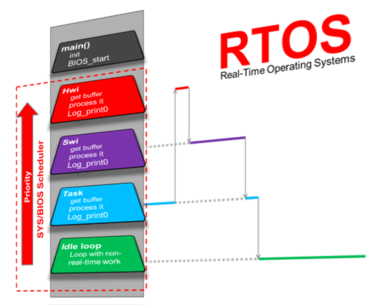 main()
init
BIOS_start
Hwi
get buffer
process it
Log_print0
Swi
get buffer
process it
Log_print0
Task
get buffer
process it
Log_print0
Idle loop
Loop with non-
real-time work
Priority
SYS/BIOS Scheduler
RTOS
Real-Time Operating Systems